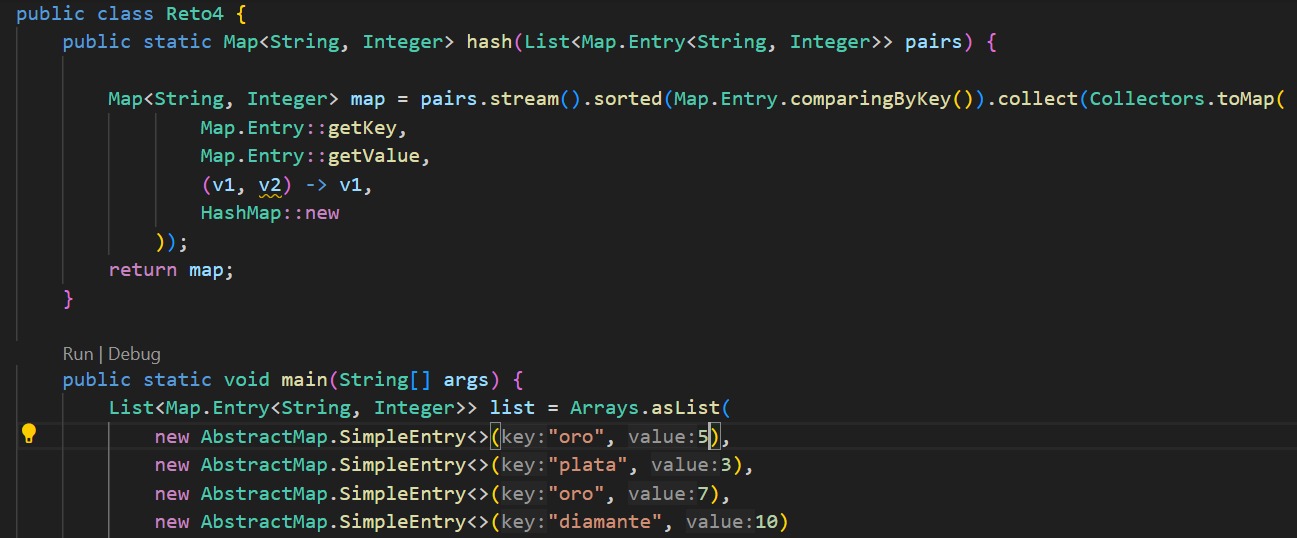 public class Reto4 {
public static Map<String, Integer> hash(List<Map.Entry<String, Integer>> pairs) {
Map<String, Integer> map = pairs.stream().sorted(Map.Entry.comparingByKey()).collect(Collectors.toMap(
Map.Entry::getKey,
Map.Entry::getValue,
(v1, v2) -> v1,
HashMap::new
));
return map;
}
Run | Debug
public static void main(String[] args) {
List<Map.Entry<String, Integer>> list = Arrays.asList(
new AbstractMap.SimpleEntry<>(key:"oro", value:5),
new AbstractMap.SimpleEntry<>(key:"plata", value:3),
new AbstractMap.SimpleEntry<>(key:"oro", value:7),
new AbstractMap.SimpleEntry<>(key:"diamante", value:10)